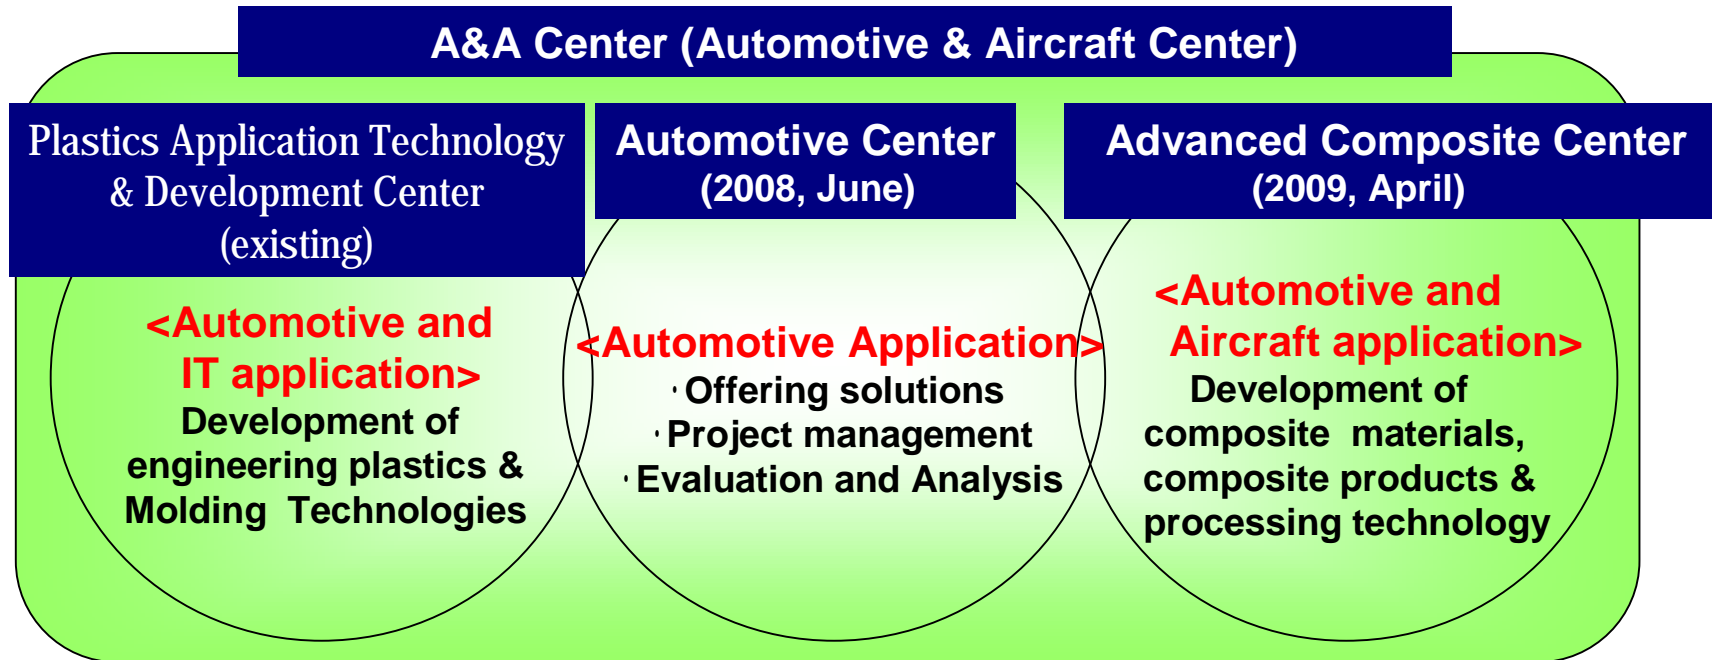 A&A Center (Automotive & Aircraft Center)
Plastics Application Technology
& Development Center
(existing)
<Automotive and
IT application>
Development of
engineering plastics &
Molding Technologies
Automotive Center
(2008, June)
<Automotive Application>
・Offering solutions
・Project management
・Evaluation and Analysis
Advanced Composite Center
(2009, April)
<Automotive and
Aircraft application>
Development of
composite materials,
composite products &
processing technology